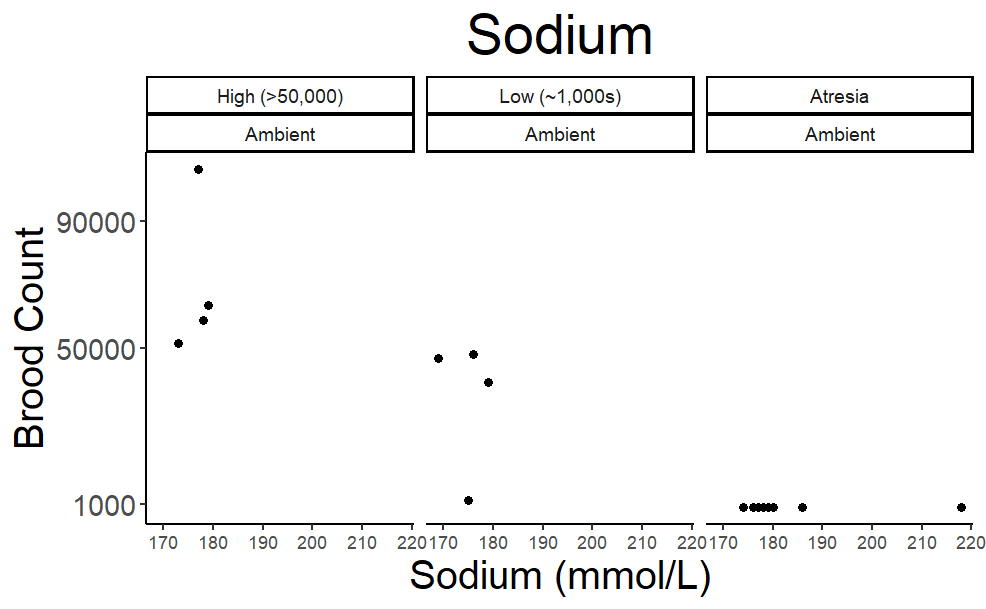 Sodium
High (>50,000) Low (~1,000s) Atresia
Ambient Ambient Ambient
Brood Count
90000
50000
1000
170 180 190 200 210 220 170 180 190 200 210 220 170 180 190 200 210 220
Sodium (mmol/L)